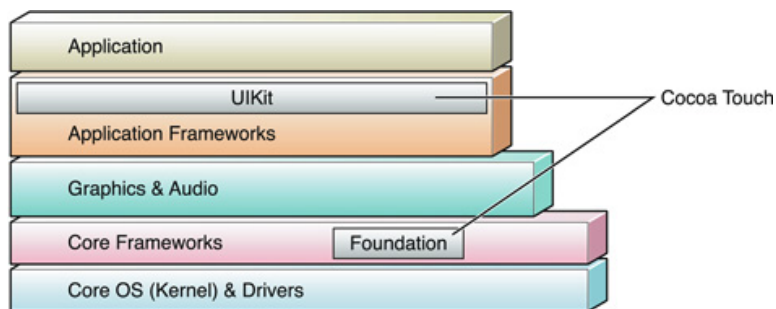 Application
UIKit
Cocoa Touch
Application Frameworks
Graphics & Audio
Core Frameworks
Foundation
Core OS (Kernel) & Drivers